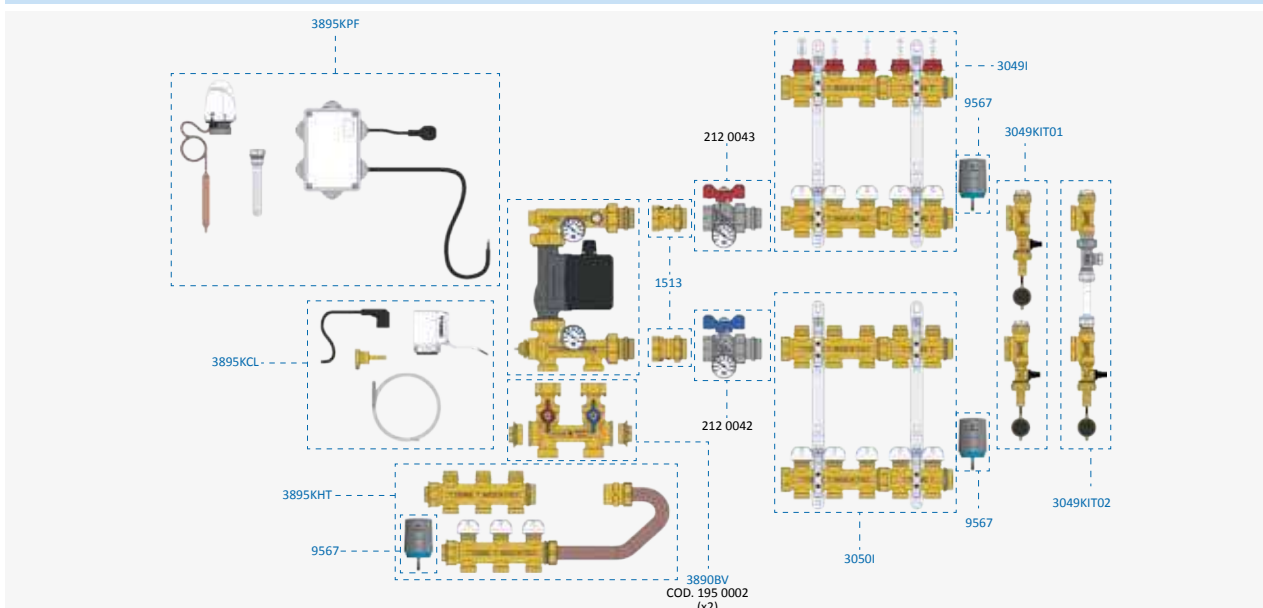 3895KPF
3049I
9567
3049KIT01
212 0043
1513
3895KCL
212 0042
3895KHT
3049KIT02
9567
9567
3050I
3890BV
COD. 195 0002
(x2)